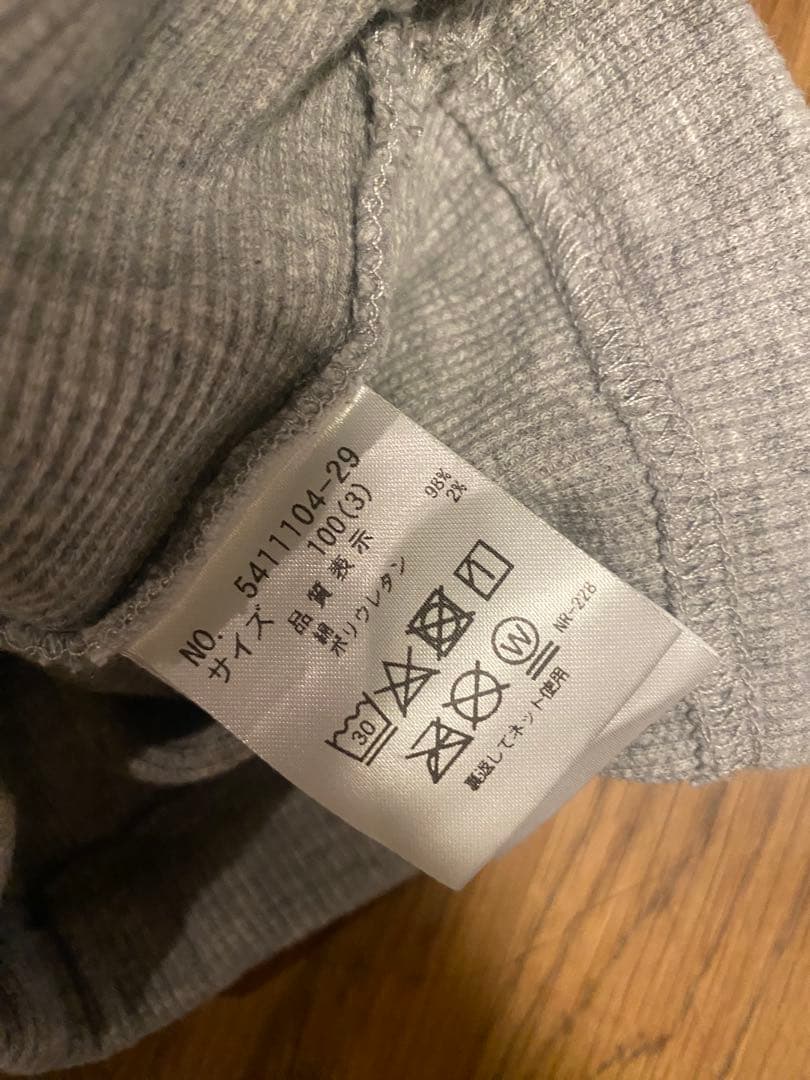 NO. 5411104-29
サイズ 100(3)
品質表示
綿 98%
ポリウレタン 2%
30
W
裏返してネット使用
NR-228